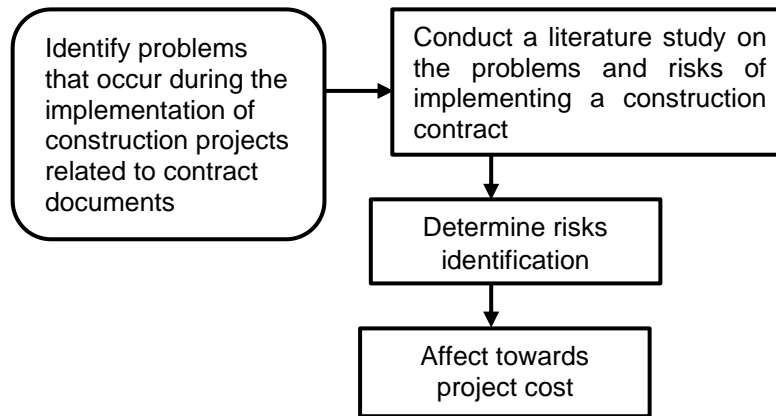 Identify problems
that occur during the
implementation of
construction projects
related to contract
documents
Conduct a literature study on
the problems and risks of
implementing a construction
contract
Determine risks
identification
Affect towards
project cost